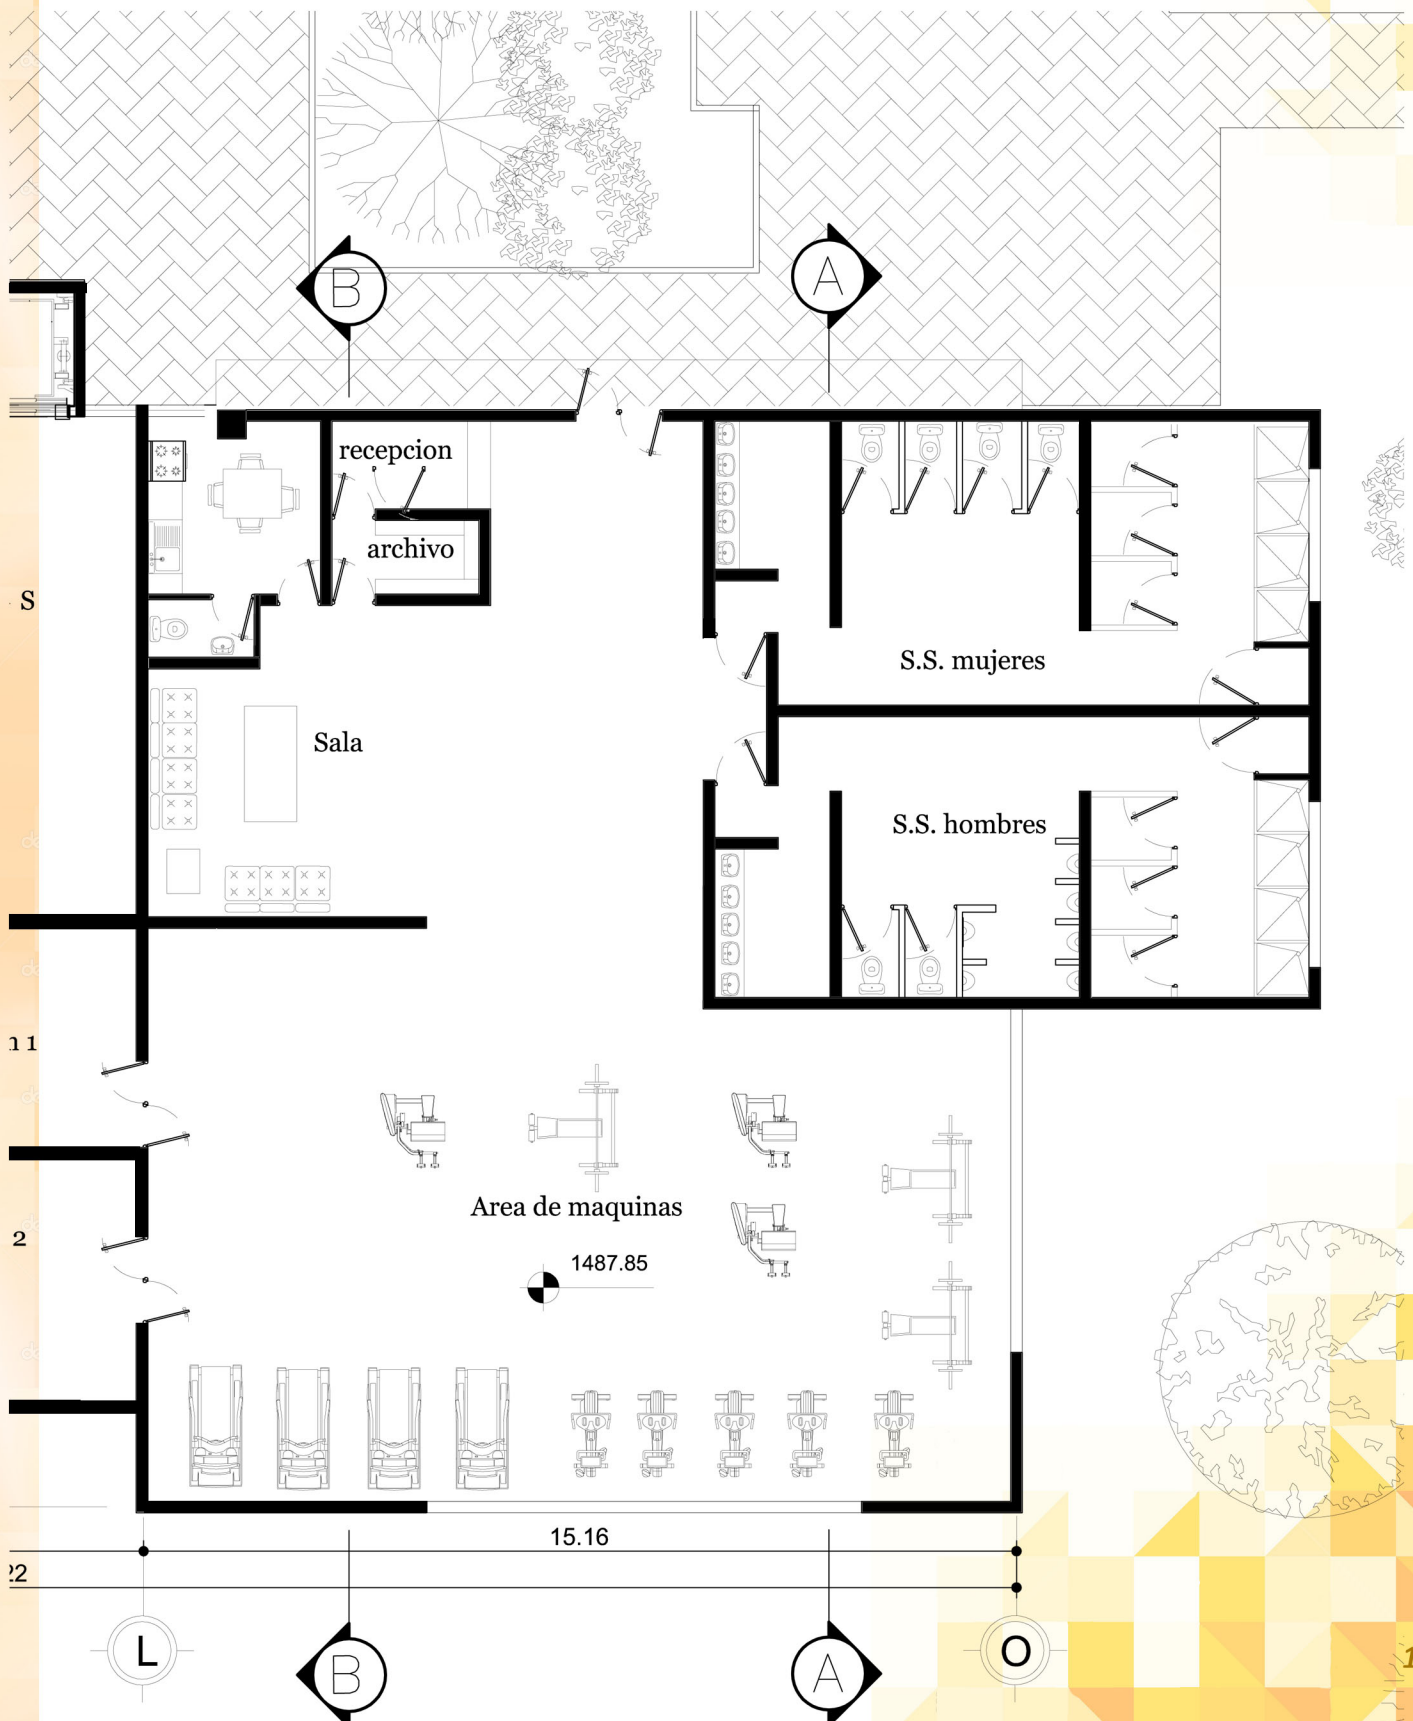 B
A
recepcion
archivo
S
S.S. mujeres
Sala
S.S. hombres
1
Area de maquinas
2
1487.85
15.16
22
L
B
A
O
1